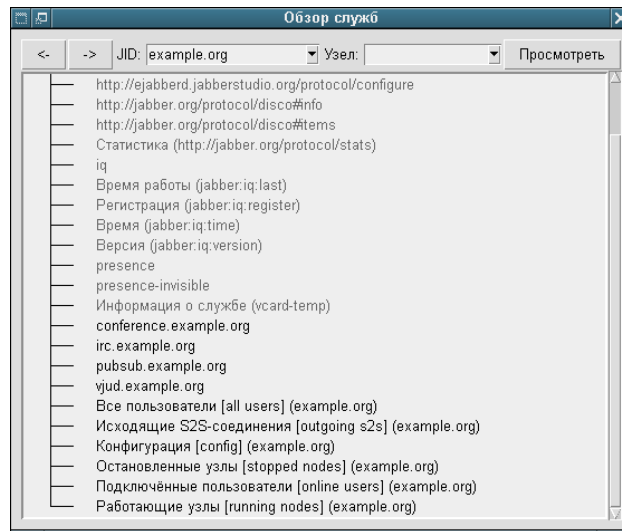 Обзор служб
<- -> JID: example.org Узел: Просмотреть
http://ejabberd.jabberstudio.org/protocol/configure
http://jabber.org/protocol/disco#info
http://jabber.org/protocol/disco#items
Статистика (http://jabber.org/protocol/stats)
iq
Время работы (jabber:iq:last)
Регистрация (jabber:iq:register)
Время (jabber:iq:time)
Версия (jabber:iq:version)
presence
presence-invisible
Информация о службе (vcard-temp)
conference.example.org
irc.example.org
pubsub.example.org
vjud.example.org
Все пользователи [all users] (example.org)
Исходящие S2S-соединения [outgoing s2s] (example.org)
Конфигурация [config] (example.org)
Остановленные узлы [stopped nodes] (example.org)
Подключённые пользователи [online users] (example.org)
Работающие узлы [running nodes] (example.org)